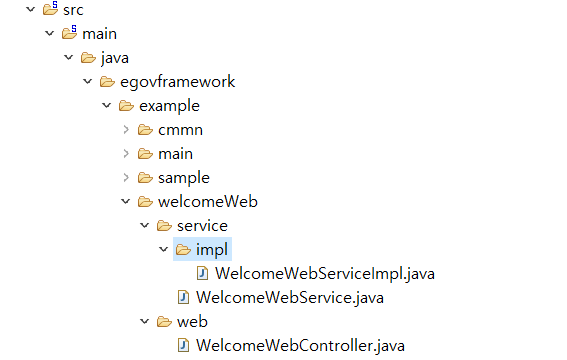 src
main
java
egovframework
example
cmmn
main
sample
welcomeWeb
service
impl
WelcomeWebServiceImpl.java
WelcomeWebService.java
web
WelcomeWebController.java